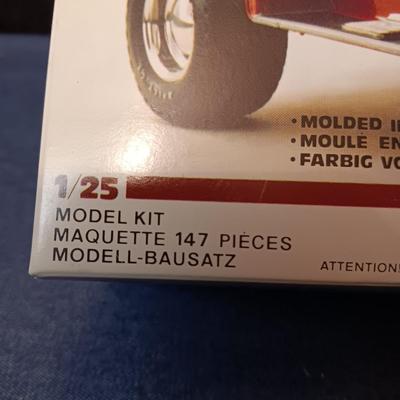 • MOLDED
• MOULÉ EN
• FARBIG
1/25
MODEL KIT
MAQUETTE 147 PIÈCES
MODELL-BAUSATZ
ATTENTION!